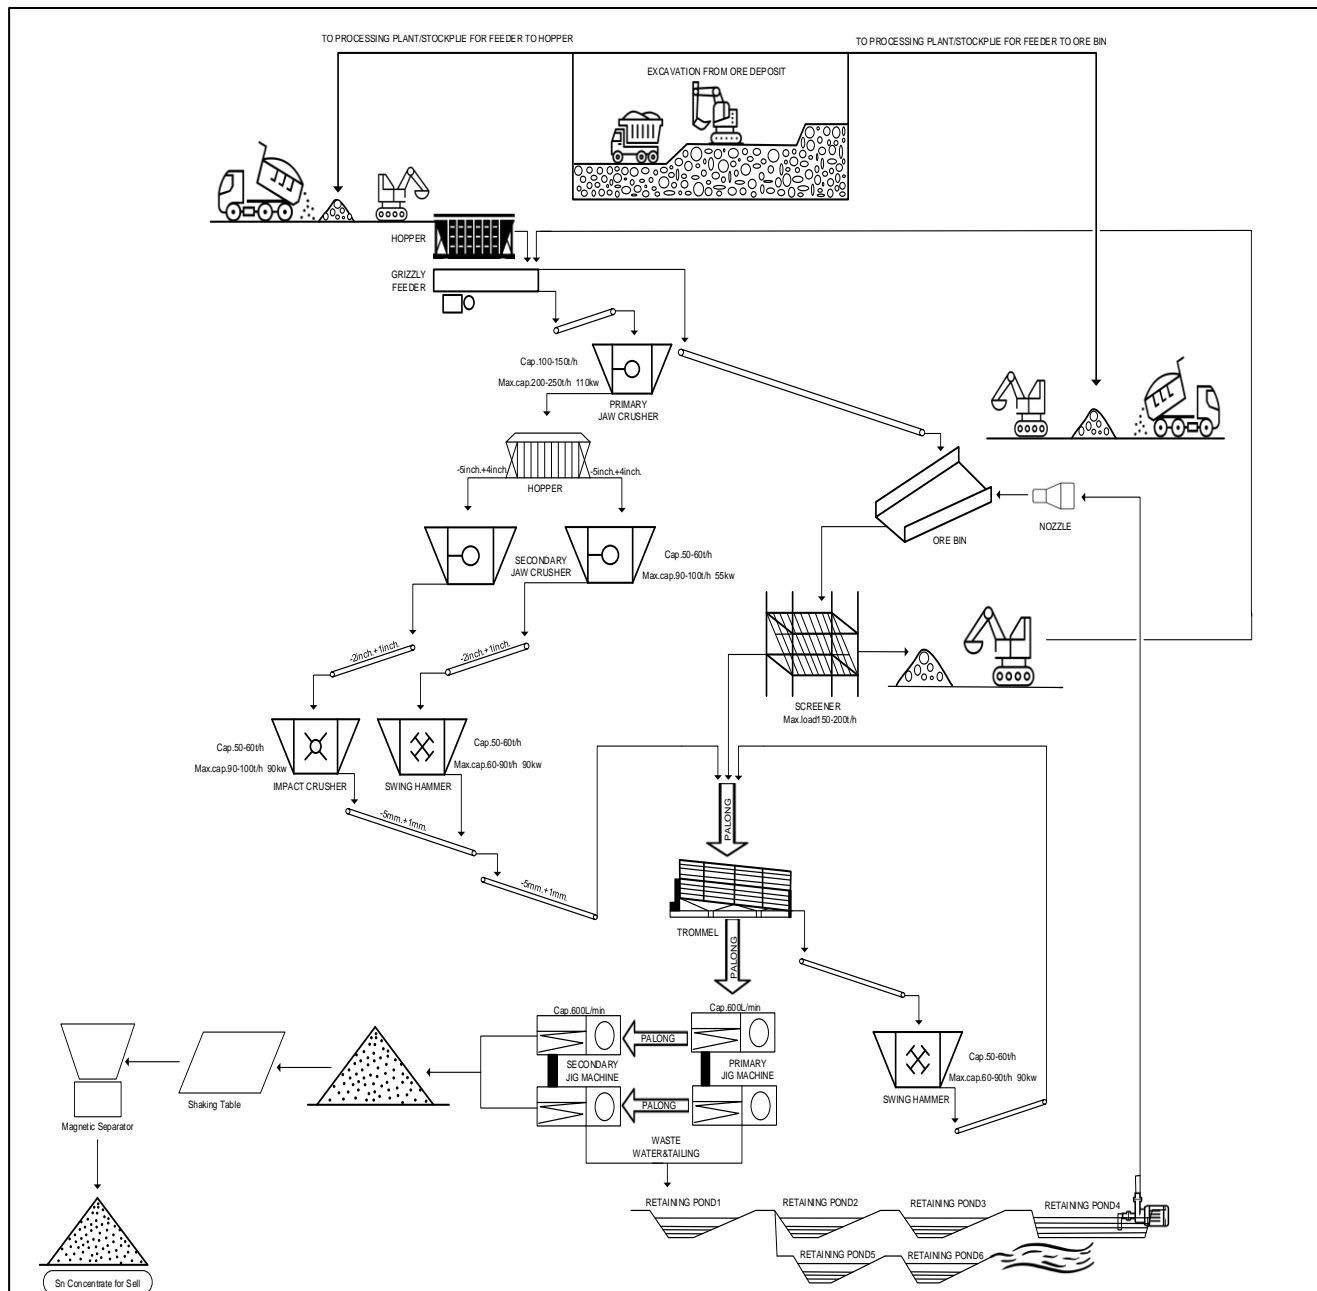 TO PROCESSING PLANT/STOCKPLIE FOR FEEDER TO HOPPER
TO PROCESSING PLANT/STOCKPLIE FOR FEEDER TO ORE BIN
EXCAVATION FROM ORE DEPOSIT
HOPPER
GRIZZLY
FEEDER
Cap.100-150t/h
Max.cap.200-250t/h 110kw
PRIMARY
JAW CRUSHER
-5inch.+4inch.
-5inch.+4inch.
HOPPER
NOZZLE
ORE BIN
SECONDARY
JAW CRUSHER
Cap.50-60t/h
Max.cap.90-100t/h 55kw
-2inch.+1inch.
-2inch.+1inch.
SCREENER
Max.load150-200t/h
Cap.50-60t/h
Max.cap.90-100t/h 90kw
IMPACT CRUSHER
Cap.50-60t/h
Max.cap.60-90t/h 90kw
SWING HAMMER
-5mm.+1mm.
-5mm.+1mm.
PALONG
TROMMEL
PALONG
Cap.600L/min
Cap.600L/min
PALONG
SECONDARY
JIG MACHINE
PRIMARY
JIG MACHINE
PALONG
Cap.50-60t/h
Max.cap.60-90t/h 90kw
SWING HAMMER
Shaking Table
Magnetic Separator
WASTE
WATER&TAILING
RETAINING POND1
RETAINING POND2
RETAINING POND3
RETAINING POND4
RETAINING POND5
RETAINING POND6
Sn Concentrate for Sell